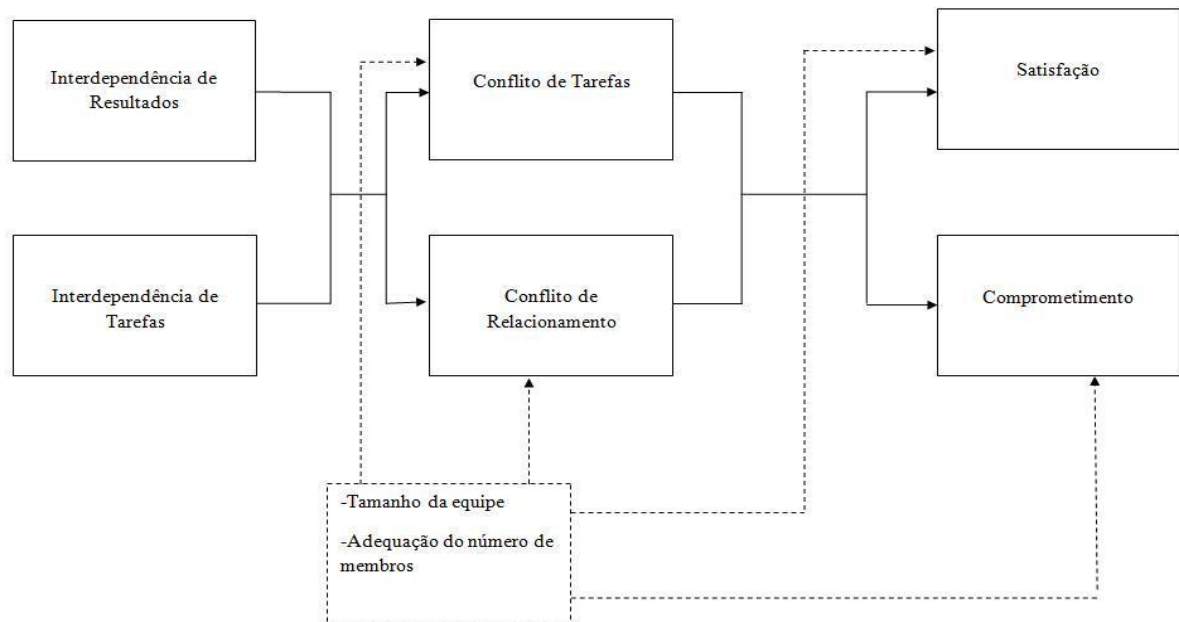 Interdependência de
Resultados
Conflito de Tarefas
Satisfação
Interdependência de
Tarefas
Conflito de
Relacionamento
Comprometimento
-Tamanho da equipe
-Adequação do número de
membros